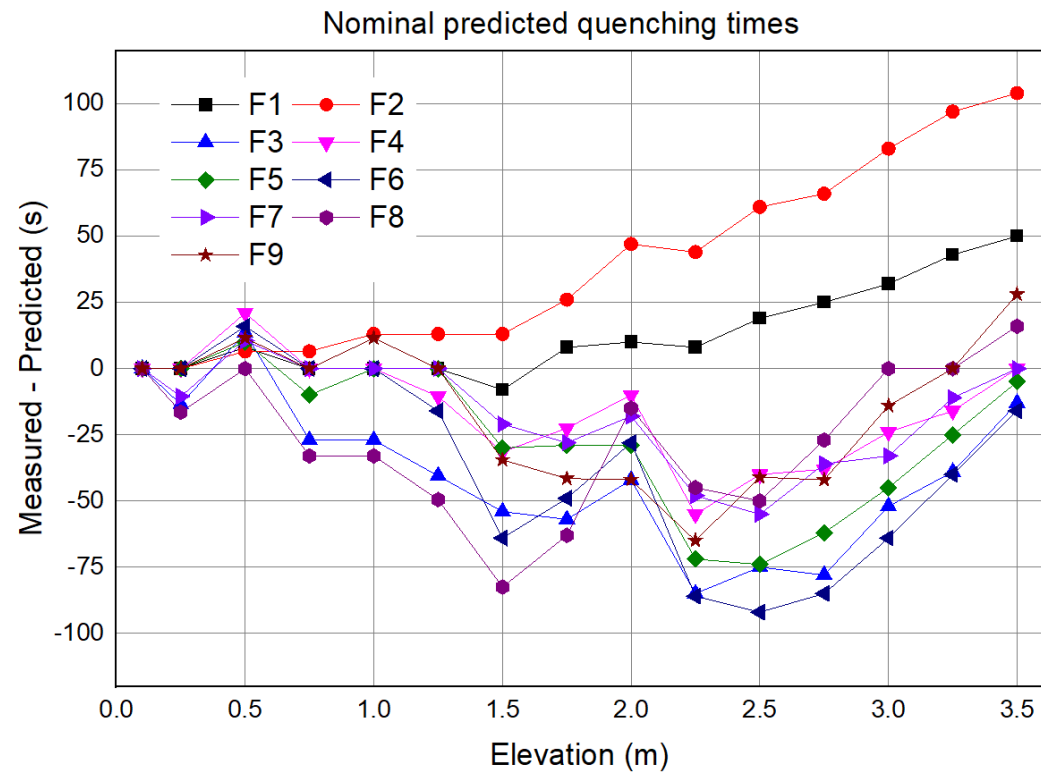 Nominal predicted quenching times
Measured - Predicted (s)
100
75
50
25
0
-25
-50
-75
-100
F1 F2
F3 F4
F5 F6
F7 F8
F9
0.0 0.5 1.0 1.5 2.0 2.5 3.0 3.5
Elevation (m)